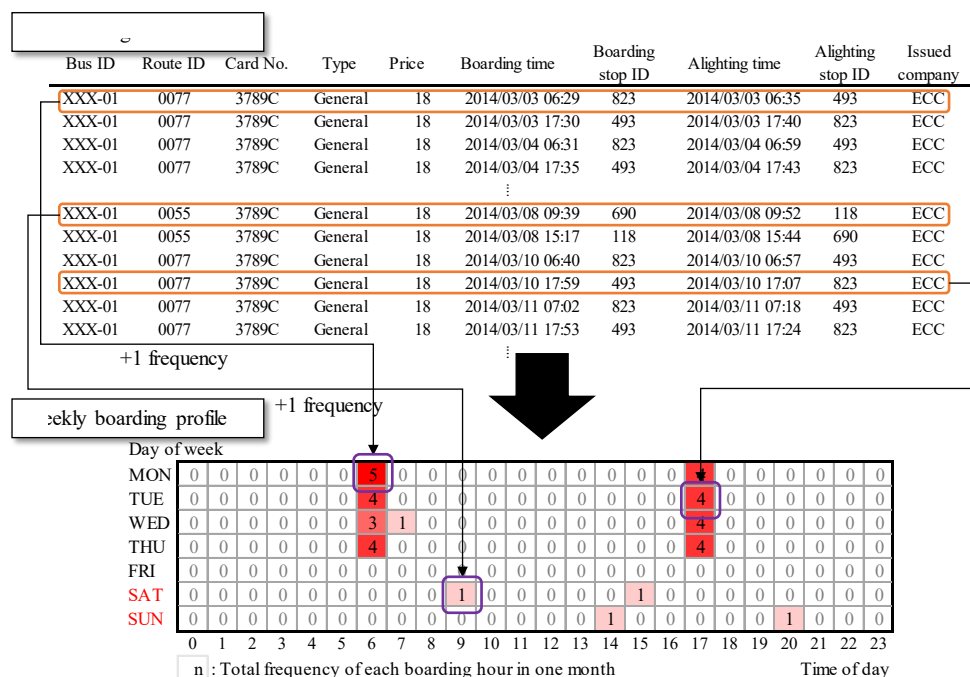 Bus ID Route ID Card No. Type Price Boarding time Boarding stop ID Alighting time Alighting stop ID Issued company
XXX-01 0077 3789C General 18 2014/03/03 06:29 823 2014/03/03 06:35 493 ECC
XXX-01 0077 3789C General 18 2014/03/03 17:30 493 2014/03/03 17:40 823 ECC
XXX-01 0077 3789C General 18 2014/03/04 06:31 823 2014/03/04 06:59 493 ECC
XXX-01 0077 3789C General 18 2014/03/04 17:35 493 2014/03/04 17:43 823 ECC
XXX-01 0055 3789C General 18 2014/03/08 09:39 690 2014/03/08 09:52 118 ECC
XXX-01 0055 3789C General 18 2014/03/08 15:17 118 2014/03/08 15:44 690 ECC
XXX-01 0077 3789C General 18 2014/03/10 06:40 823 2014/03/10 06:57 493 ECC
XXX-01 0077 3789C General 18 2014/03/10 17:59 493 2014/03/10 17:07 823 ECC
XXX-01 0077 3789C General 18 2014/03/11 07:02 823 2014/03/11 07:18 493 ECC
XXX-01 0077 3789C General 18 2014/03/11 17:53 493 2014/03/11 17:24 823 ECC
+1 frequency
+1 frequency
boarding profile
Day of week
MON 0 0 0 0 0 0 5 0 0 0 0 0 0 0 0 0 0 0 0 0 0 0 0
TUE 0 0 0 0 0 0 4 0 0 0 0 0 0 0 0 0 0 4 0 0 0 0 0 0
WED 0 0 0 0 0 0 3 1 0 0 0 0 0 0 0 0 0 4 0 0 0 0 0 0
THU 0 0 0 0 0 0 4 0 0 0 0 0 0 0 0 0 0 4 0 0 0 0 0 0
FRI 0 0 0 0 0 0 0 0 0 0 0 0 0 0 0 0 0 0 0 0 0 0 0 0
SAT 0 0 0 0 0 0 0 0 0 1 0 0 0 0 0 1 0 0 0 0 0 0 0 0
SUN 0 0 0 0 0 0 0 0 0 0 0 0 0 0 1 0 0 0 0 0 1 0 0 0
0 1 2 3 4 5 6 7 8 9 10 11 12 13 14 15 16 17 18 19 20 21 22 23
n : Total frequency of each boarding hour in one month Time of day